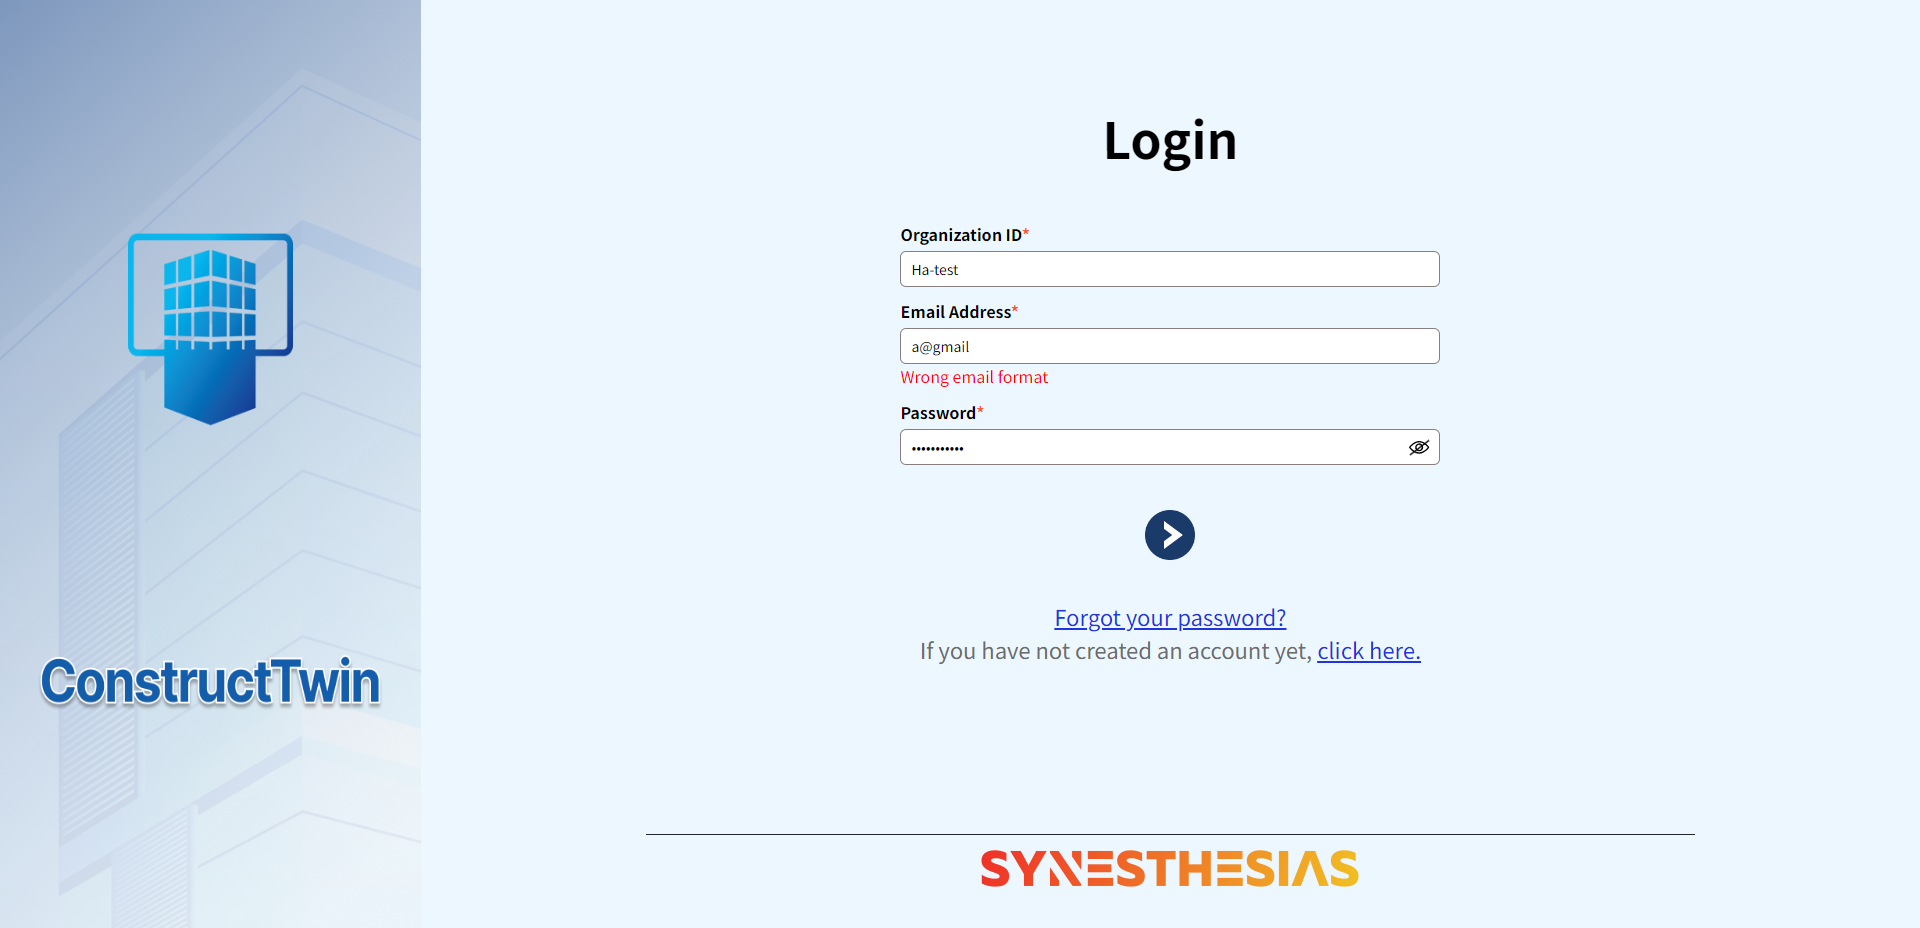 ConstructTwin
Login
Organization ID*
Ha-test
Email Address*
a@gmail
Wrong email format
Password*
•••••••••••
Forgot your password?
If you have not created an account yet, click here.
SYNESTHESIAS